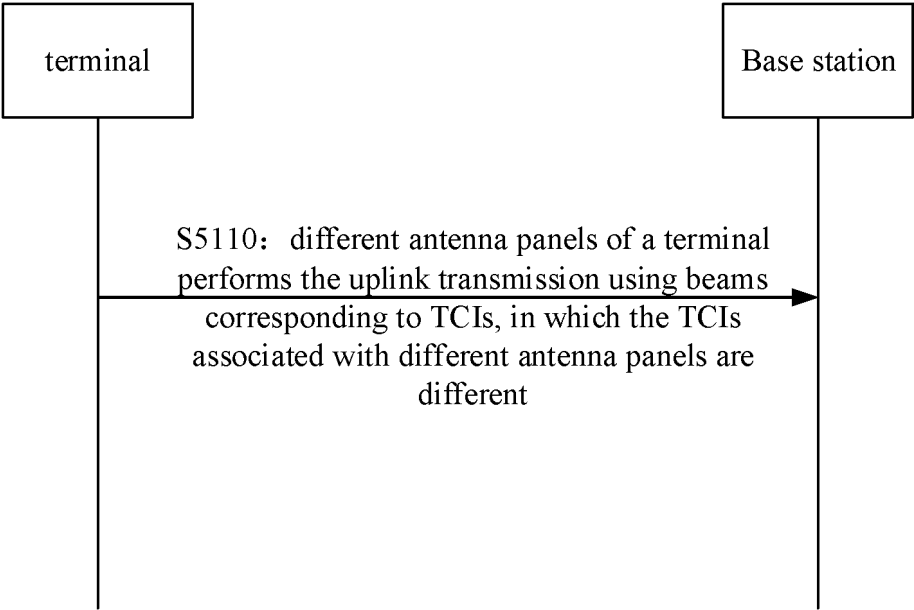 terminal
Base station
S5110：different antenna panels of a terminal
performs the uplink transmission using beams
corresponding to TCIs, in which the TCIs
associated with different antenna panels are
different